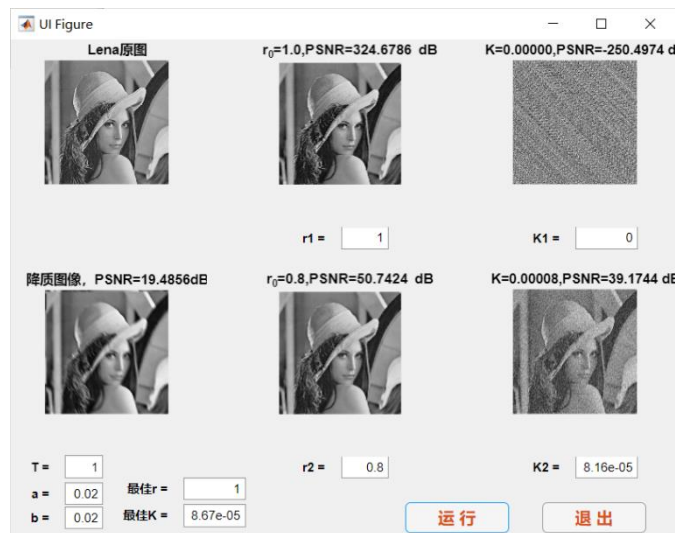 UI Figure
Lena原图
r0=1.0,PSNR=324.6786 dB
K=0.00000,PSNR=-250.4974 d
r1 = 1
K1 = 0
降质图像，PSNR=19.4856dB
r0=0.8,PSNR=50.7424 dB
K=0.00008,PSNR=39.1744 d
T = 1
r2 = 0.8
K2 = 8.16e-05
a = 0.02
最佳r = 1
b = 0.02
最佳K = 8.67e-05
运 行
退 出